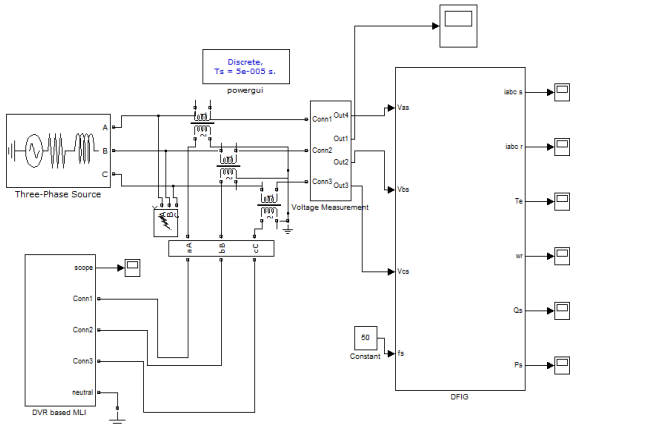 Discrete,
Ts = 5e-005 s.
powergui
A
B
C
Three-Phase Source
Conn1
Conn2
Conn3
Out4
Out1
Out2
Out3
Voltage Measurement
A
B
C
aA
bB
cC
scope
Conn1
Conn2
Conn3
neutral
DVR based MLI
50
Constant
Vas
Vbs
Vcs
fs
iabc s
iabc r
Te
wr
Qs
Ps
DFIG